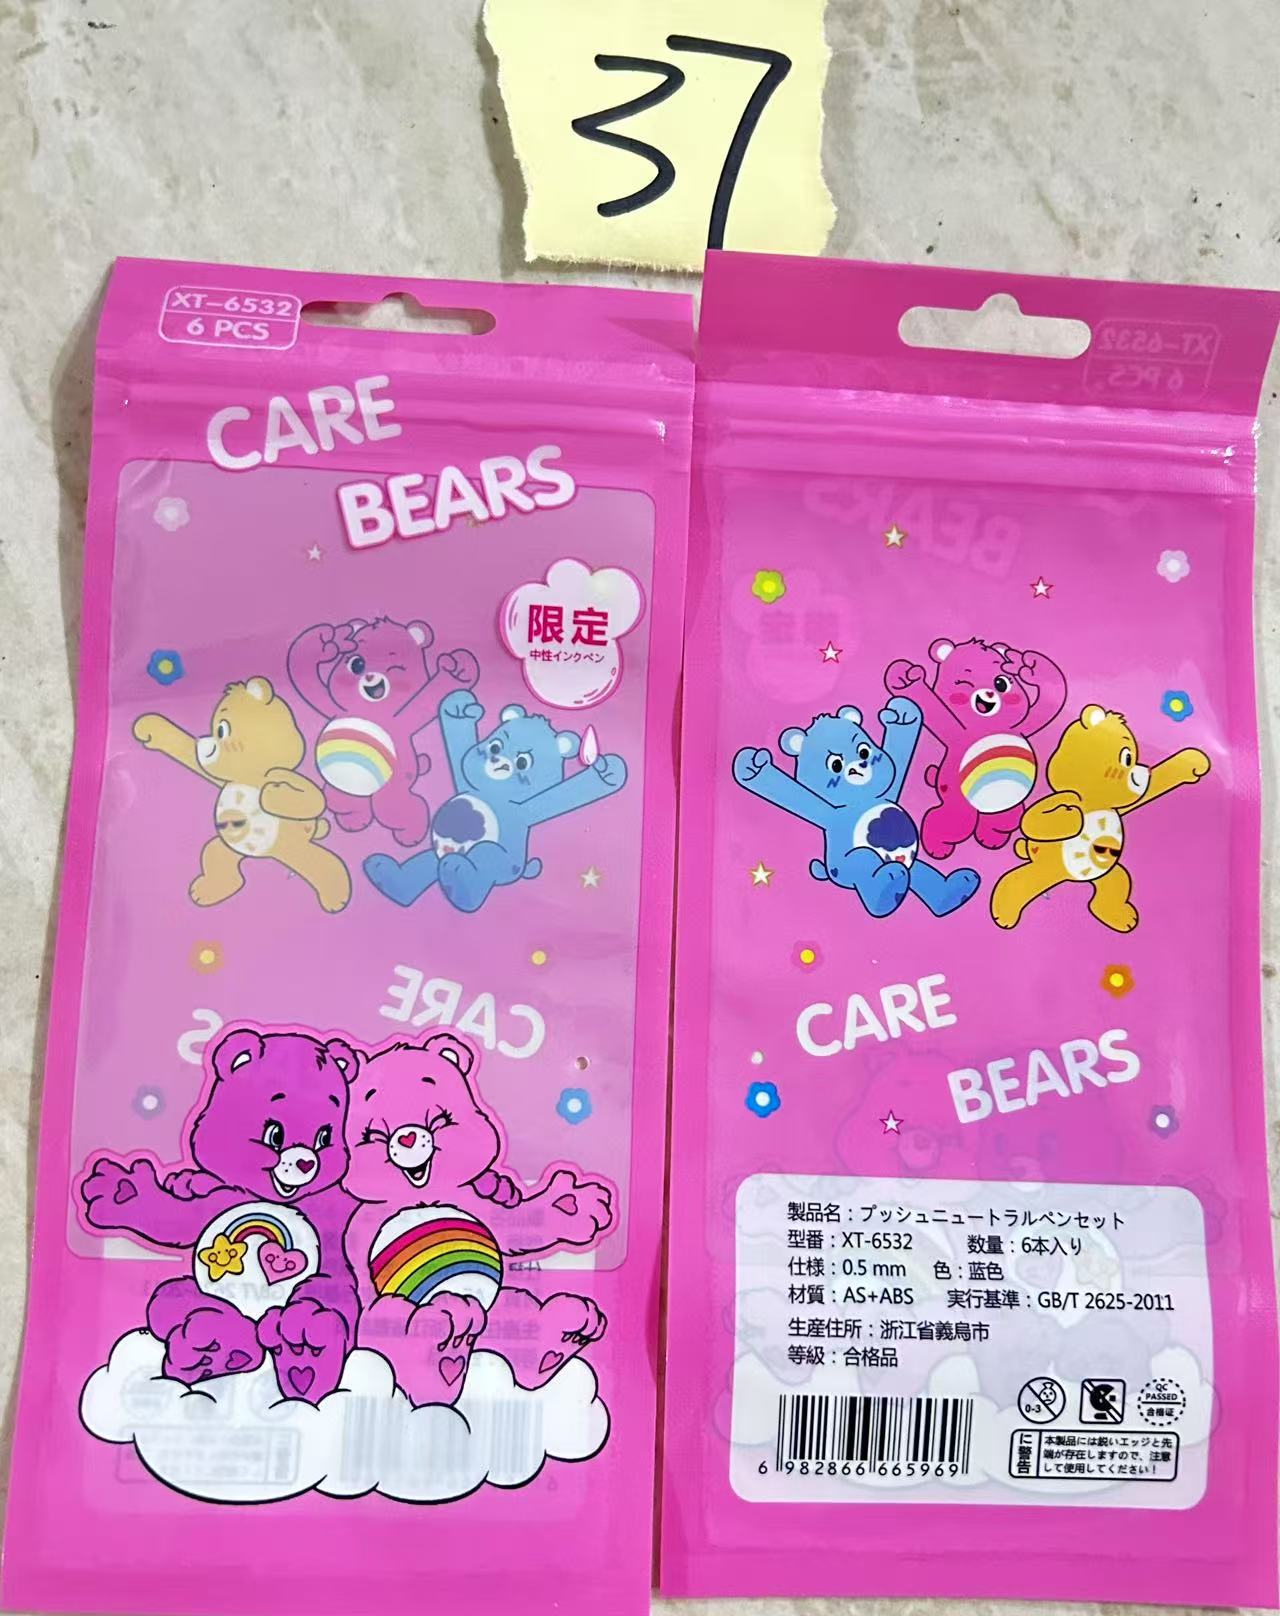 37
XT-6532
6 PCS
CARE
BEARS
限定
中性インクペン
CARE
BEARS
製品名：プッシュニュートラルペンセット
型番：XT-6532 数量：6本入り
仕様：0.5 mm 色：蓝色
材質：AS+ABS 実行基準：GB/T 2625-2011
生産住所：浙江省義烏市
等級：合格品
0-3
QC
PASSED
合格证
に警告
本製品には鋭いエッジと先
端が存在しますので、注意
して使用してください！
6 982866 665969